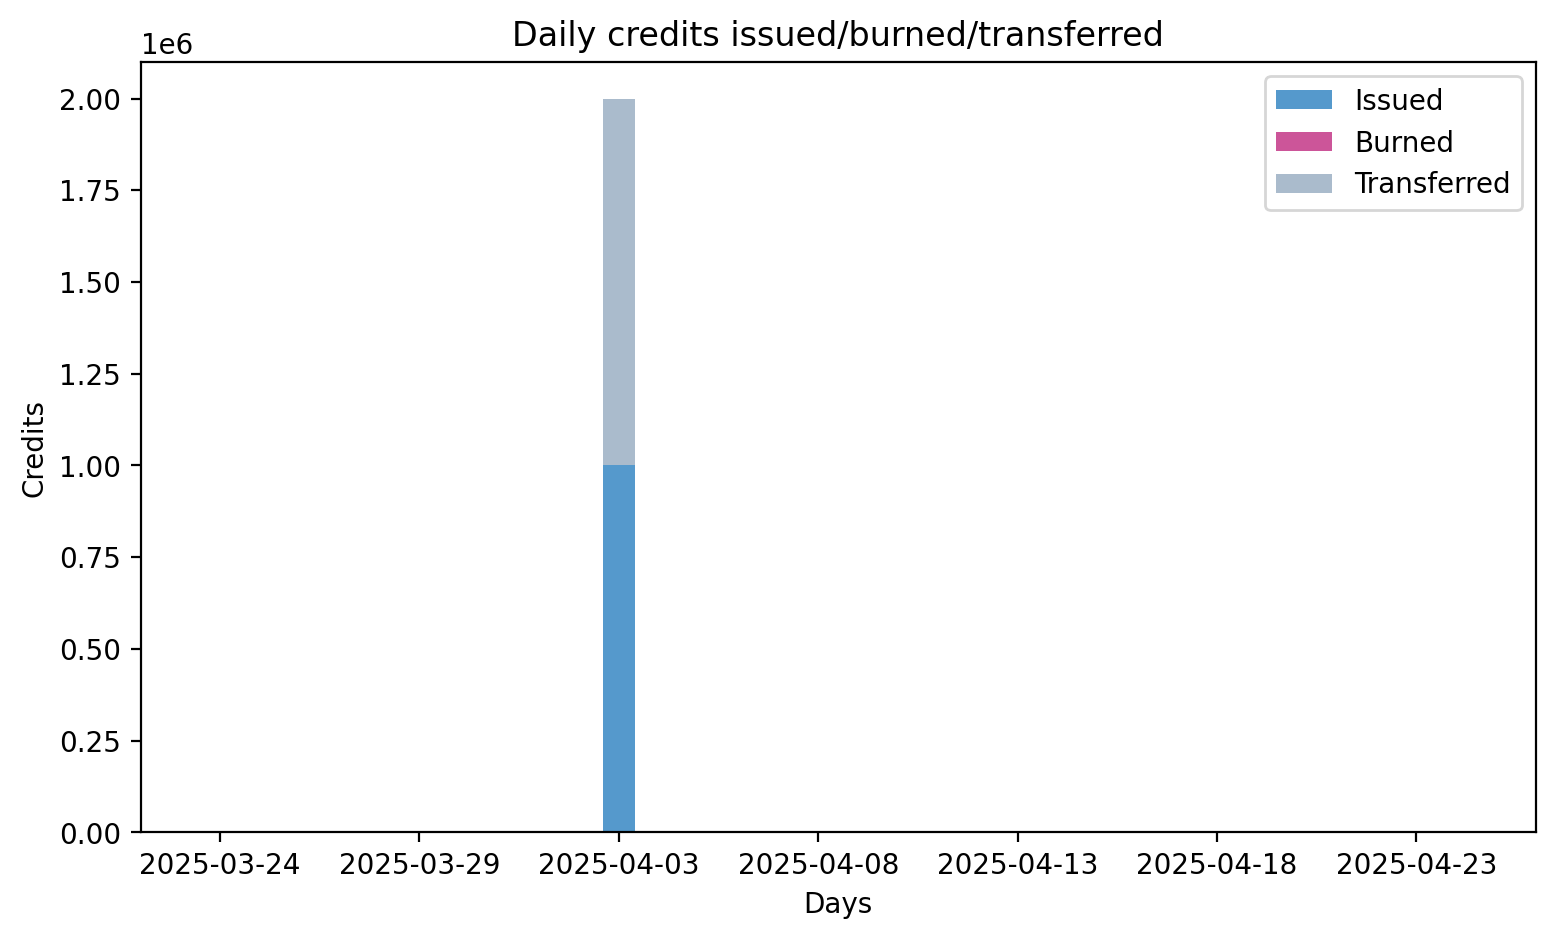 Daily credits issued/burned/transferred
1e6
2.00
1.75
1.50
1.25
1.00
0.75
0.50
0.25
0.00
Credits
Issued
Burned
Transferred
2025-03-24 2025-03-29 2025-04-03 2025-04-08 2025-04-13 2025-04-18 2025-04-23
Days